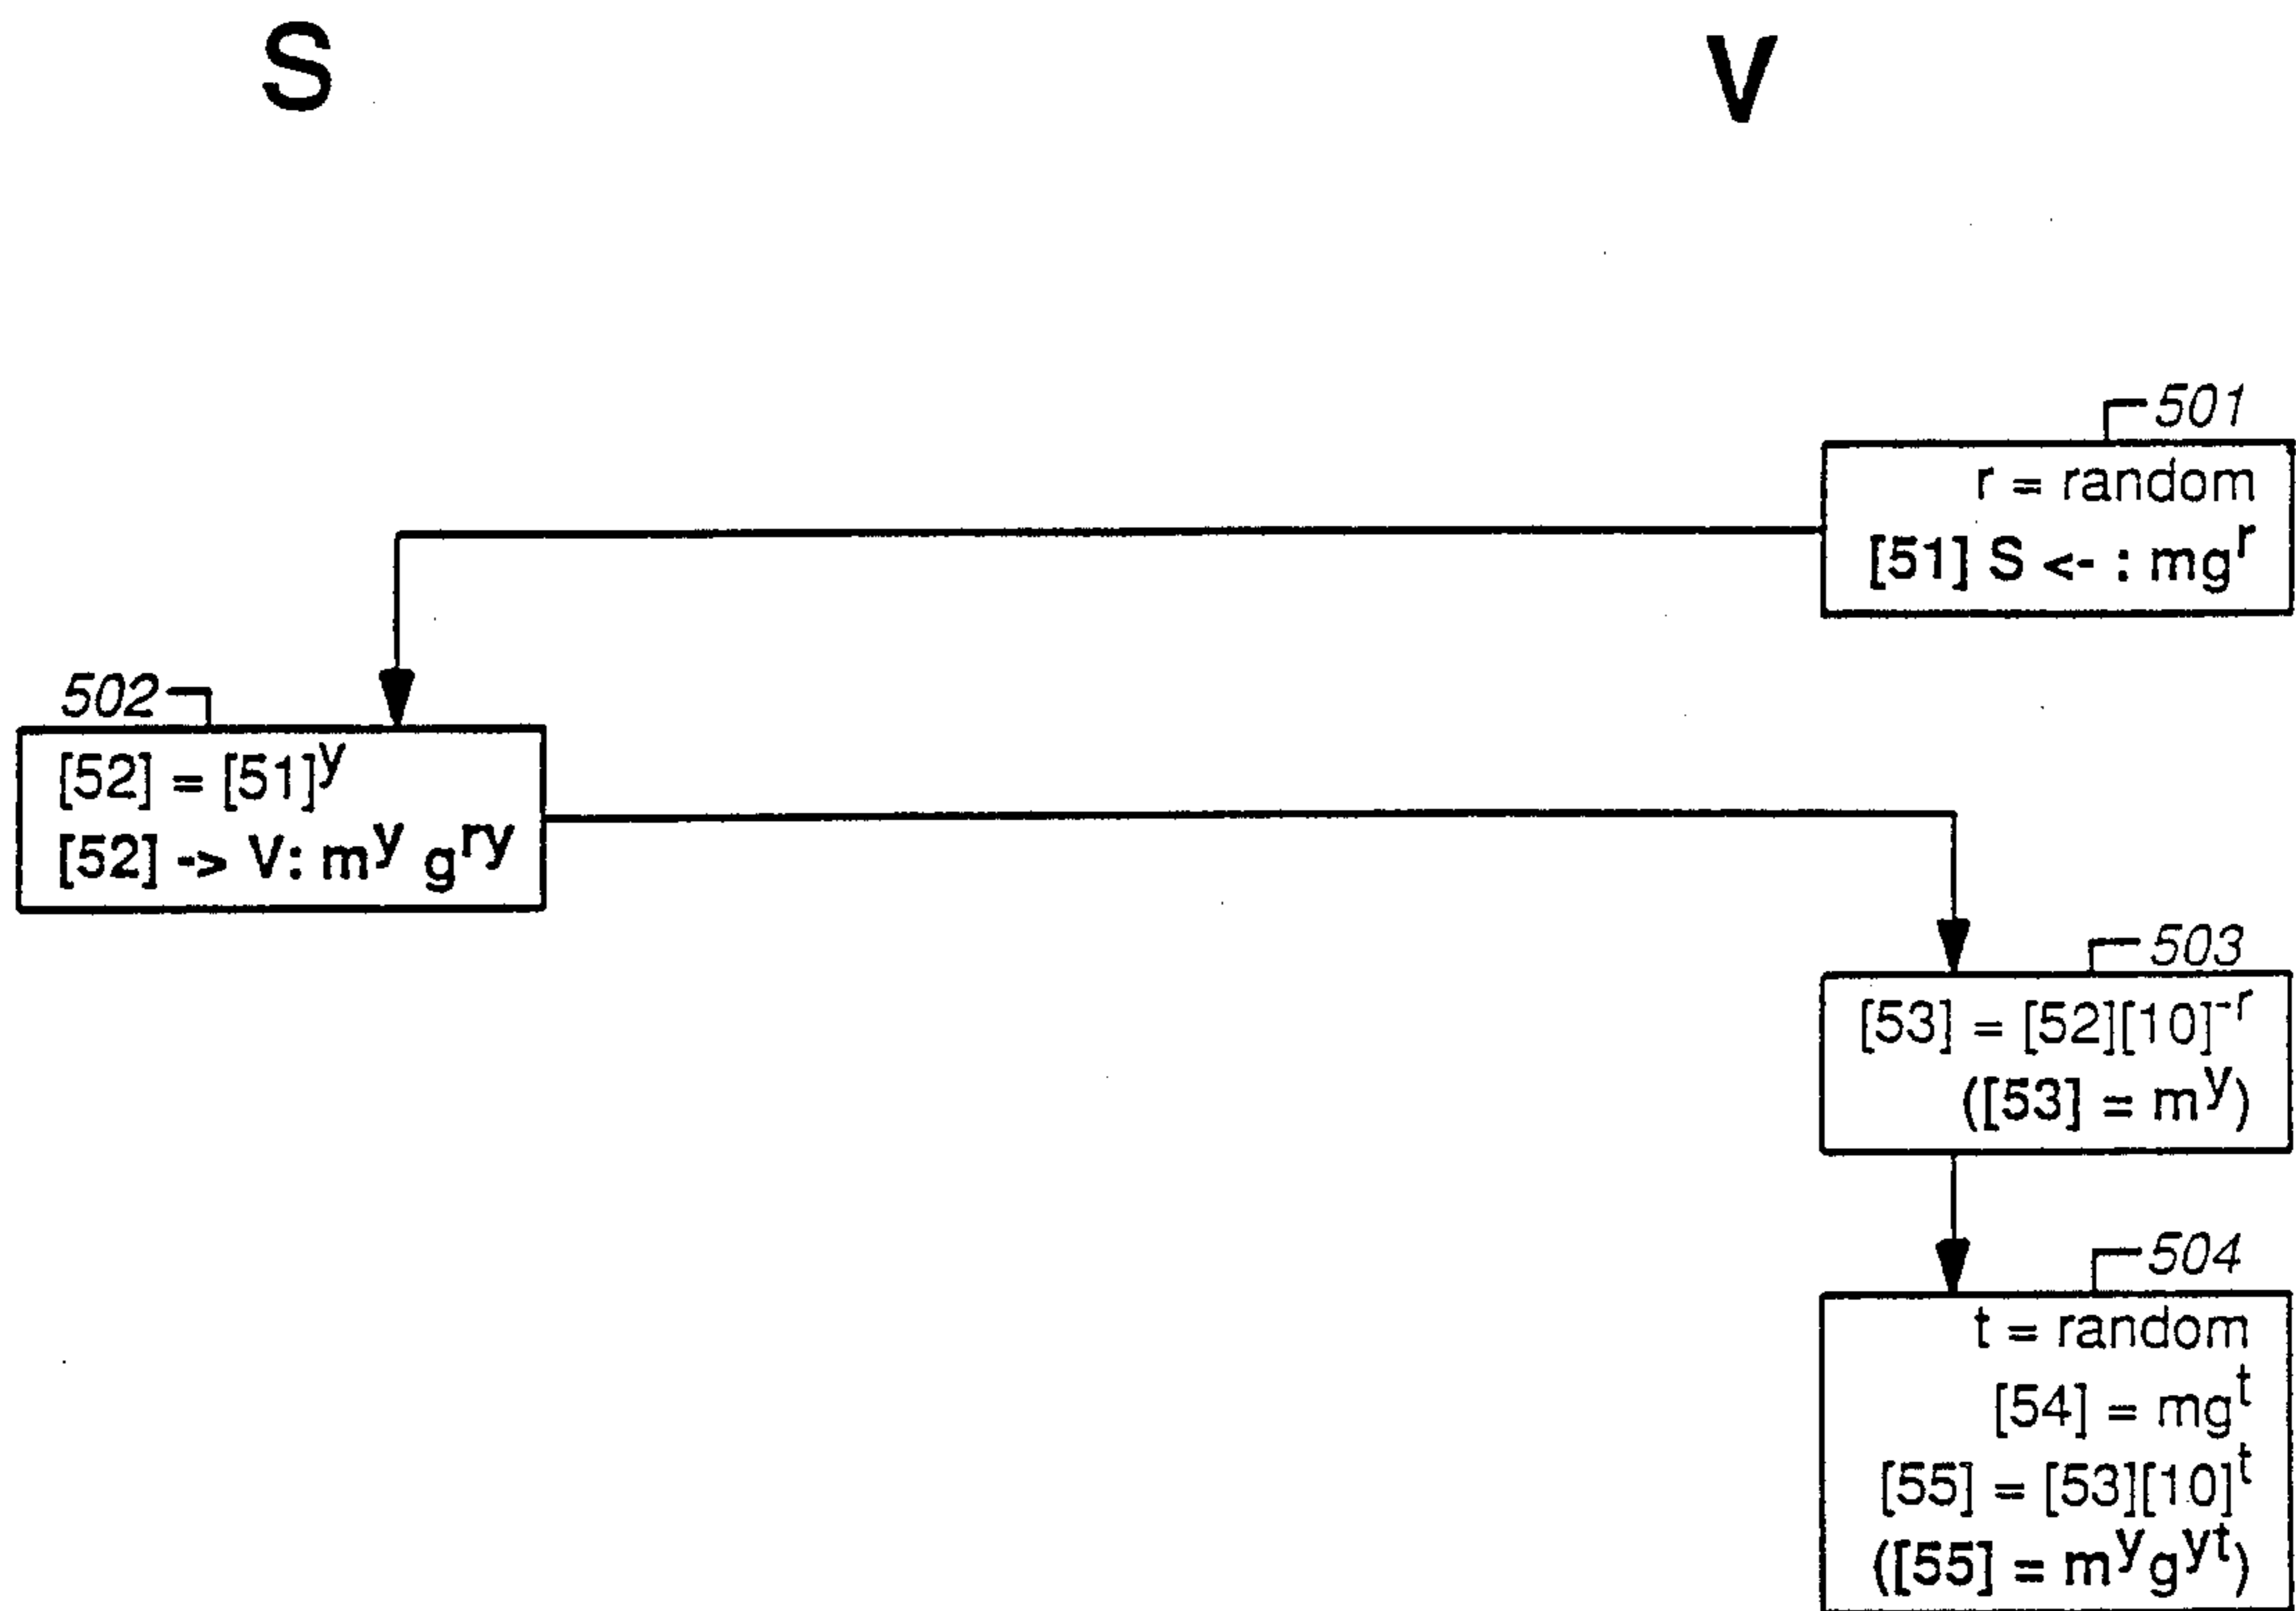 S
V
501
r = random
[51] S <- : mg^r
502
[52] = [51]^y
[52] -> V: m^y g^ry
503
[53] = [52][10]^-r
([53] = m^y)
504
t = random
[54] = mg^t
[55] = [53][10]^t
([55] = m^y g^yt)